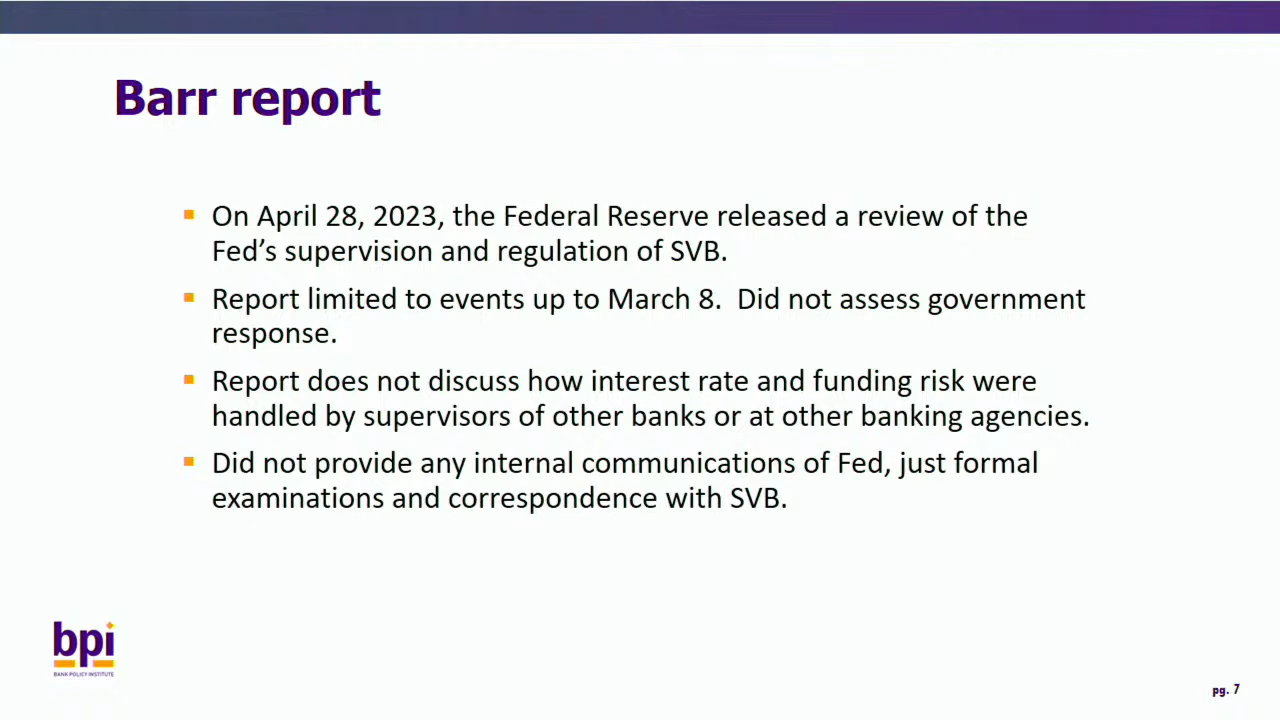 Barr report
On April 28, 2023, the Federal Reserve released a review of the
Fed’s supervision and regulation of SVB.
Report limited to events up to March 8.  Did not assess government
response.
Report does not discuss how interest rate and funding risk were
handled by supervisors of other banks or at other banking agencies.
Did not provide any internal communications of Fed, just formal
examinations and correspondence with SVB.
bpi
BANK POLICY INSTITUTE
pg. 7